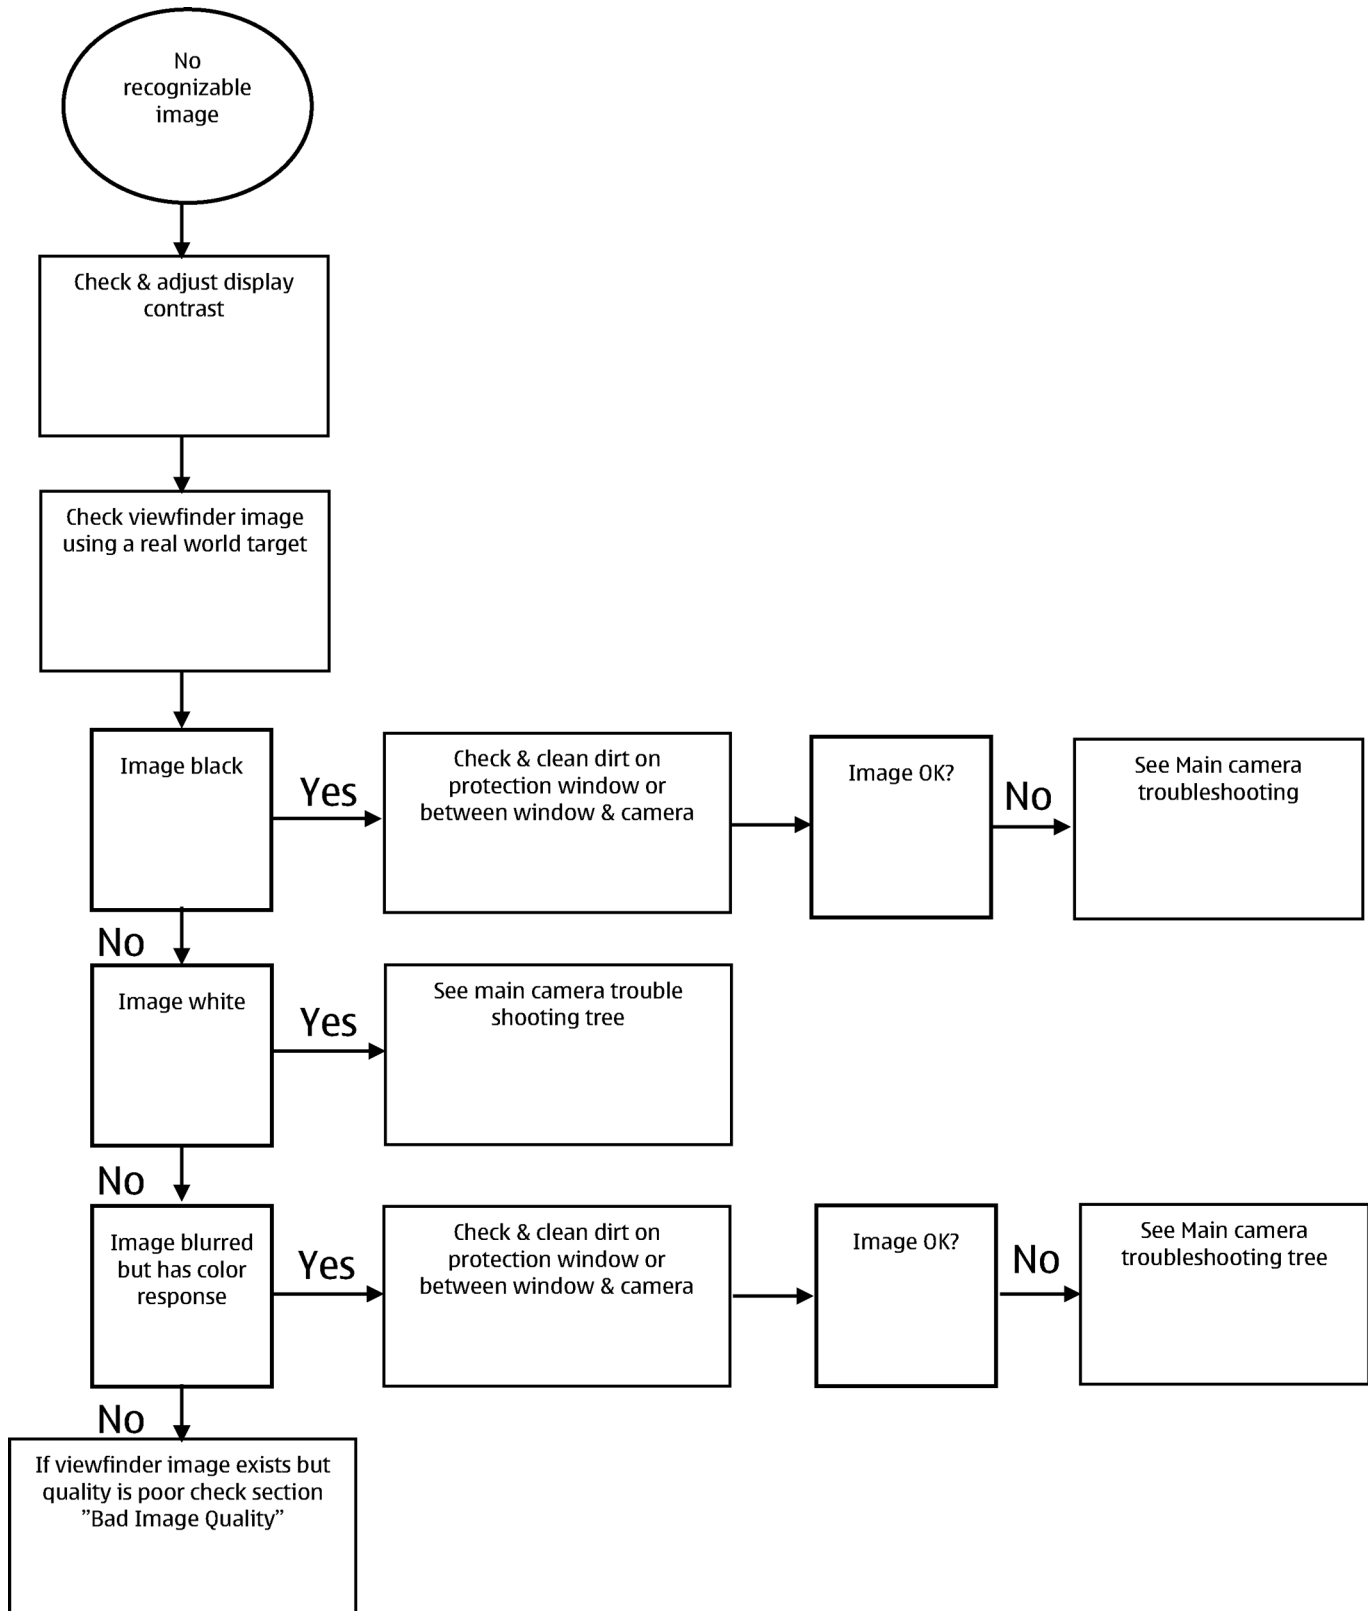 No
recognizable
image
Check & adjust display
contrast
Check viewfinder image
using a real world target
Image black
Yes
Check & clean dirt on
protection window or
between window & camera
Image OK?
No
See Main camera
troubleshooting
No
Image white
Yes
See main camera trouble
shooting tree
No
Image blurred
but has color
response
Yes
Check & clean dirt on
protection window or
between window & camera
Image OK?
No
See Main camera
troubleshooting tree
No
If viewfinder image exists but
quality is poor check section
”Bad Image Quality”